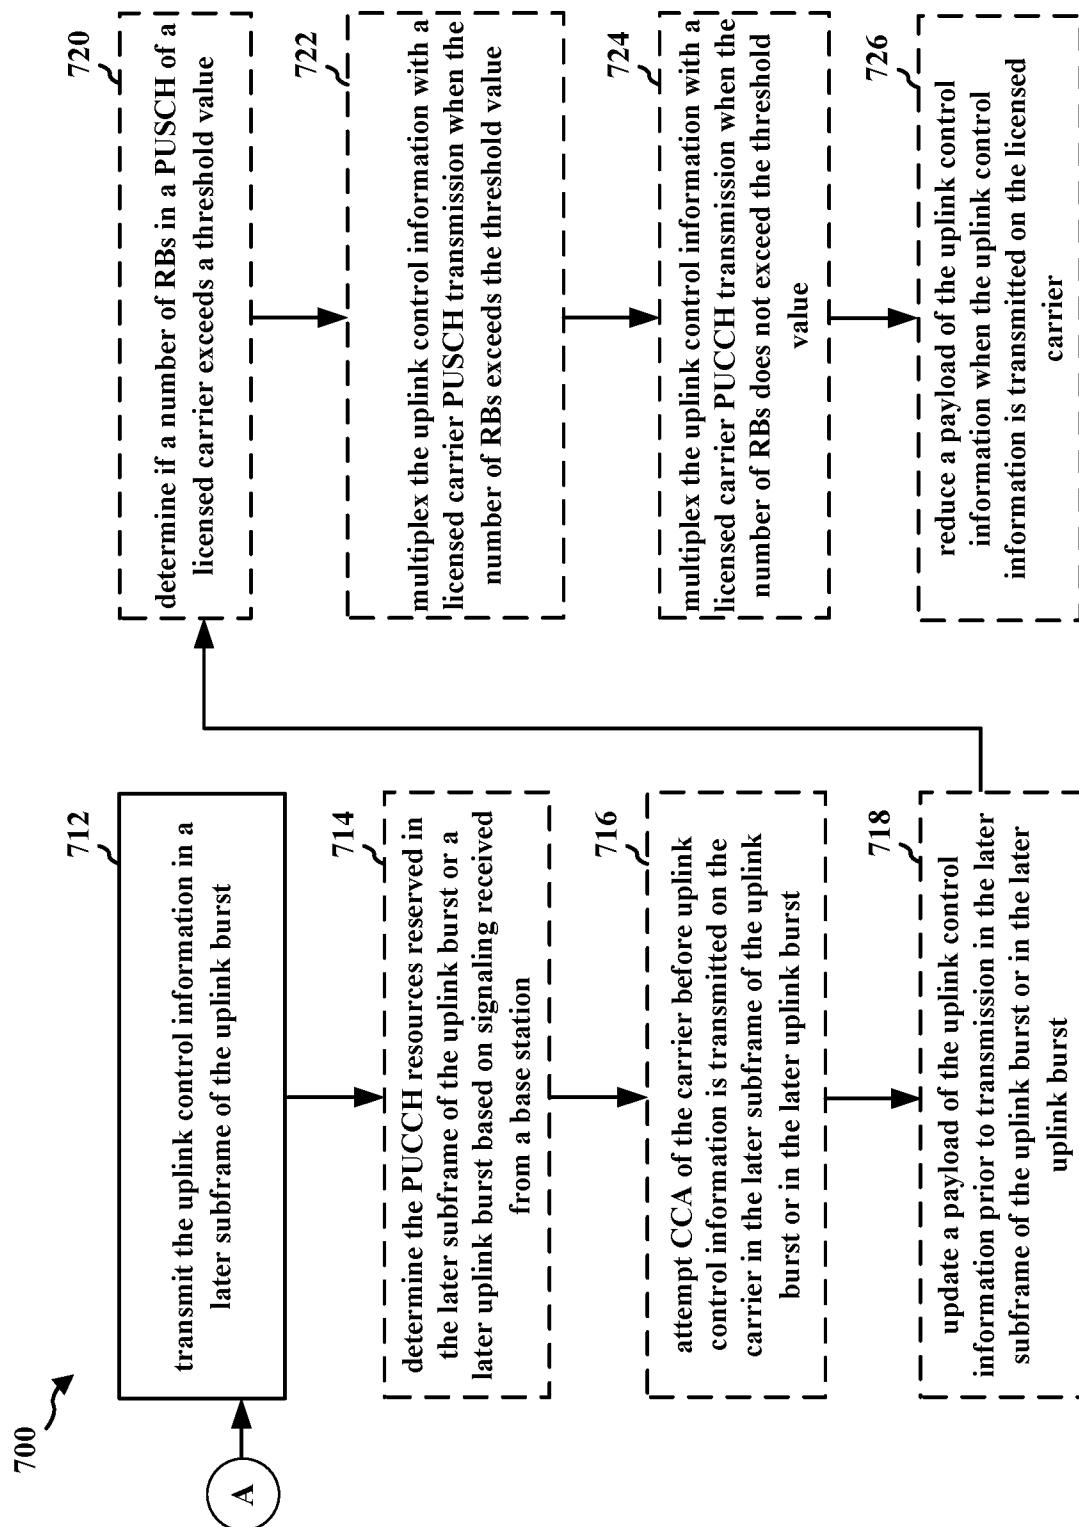 700
A
712
transmit the uplink control information in a
later subframe of the uplink burst
714
determine the PUCCH resources reserved in
the later subframe of the uplink burst or a
later uplink burst based on signaling received
from a base station
716
attempt CCA of the carrier before uplink
control information is transmitted on the
carrier in the later subframe of the uplink
burst or in the later uplink burst
718
update a payload of the uplink control
information prior to transmission in the later
subframe of the uplink burst or in the later
uplink burst
720
determine if a number of RBs in a PUSCH of a
licensed carrier exceeds a threshold value
722
multiplex the uplink control information with a
licensed carrier PUSCH transmission when the
number of RBs exceeds the threshold value
724
multiplex the uplink control information with a
licensed carrier PUCCH transmission when the
number of RBs does not exceed the threshold
value
726
reduce a payload of the uplink control
information when the uplink control
information is transmitted on the licensed
carrier